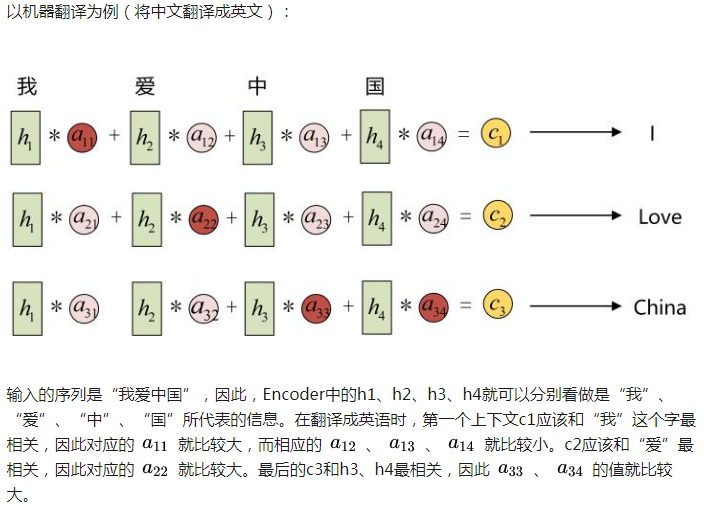 以机器翻译为例（将中文翻译成英文）：
我 爱 中 国
h₁ * a₁₁ + h₂ * a₁₂ + h₃ * a₁₃ + h₄ * a₁₄ = c₁ → I
h₁ * a₂₁ + h₂ * a₂₂ + h₃ * a₂₃ + h₄ * a₂₄ = c₂ → Love
h₁ * a₃₁ h₂ * a₃₂ + h₃ * a₃₃ + h₄ * a₃₄ = c₃ → China
输入的序列是“我爱中国”，因此，Encoder中的h1、h2、h3、h4就可以分别看做是“我”、
“爱”、“中”、“国”所代表的信息。在翻译成英语时，第一个上下文c1应该和“我”这个字最
相关，因此对应的 a₁₁ 就比较大，而相应的 a₁₂ 、 a₁₃ 、 a₁₄ 就比较小。c2应该和“爱”最
相关，因此对应的 a₂₂ 就比较大。最后的c3和h3、h4最相关，因此 a₃₃ 、 a₃₄ 的值就比较
大。